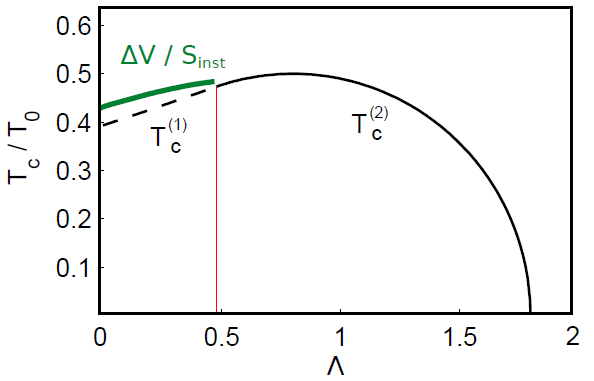 0.6
ΔV / S_inst
0.5
T_c^(1)
T_c^(2)
0.4
T_c / T_0
0.3
0.2
0.1
0 0.5 1 1.5 2
Λ